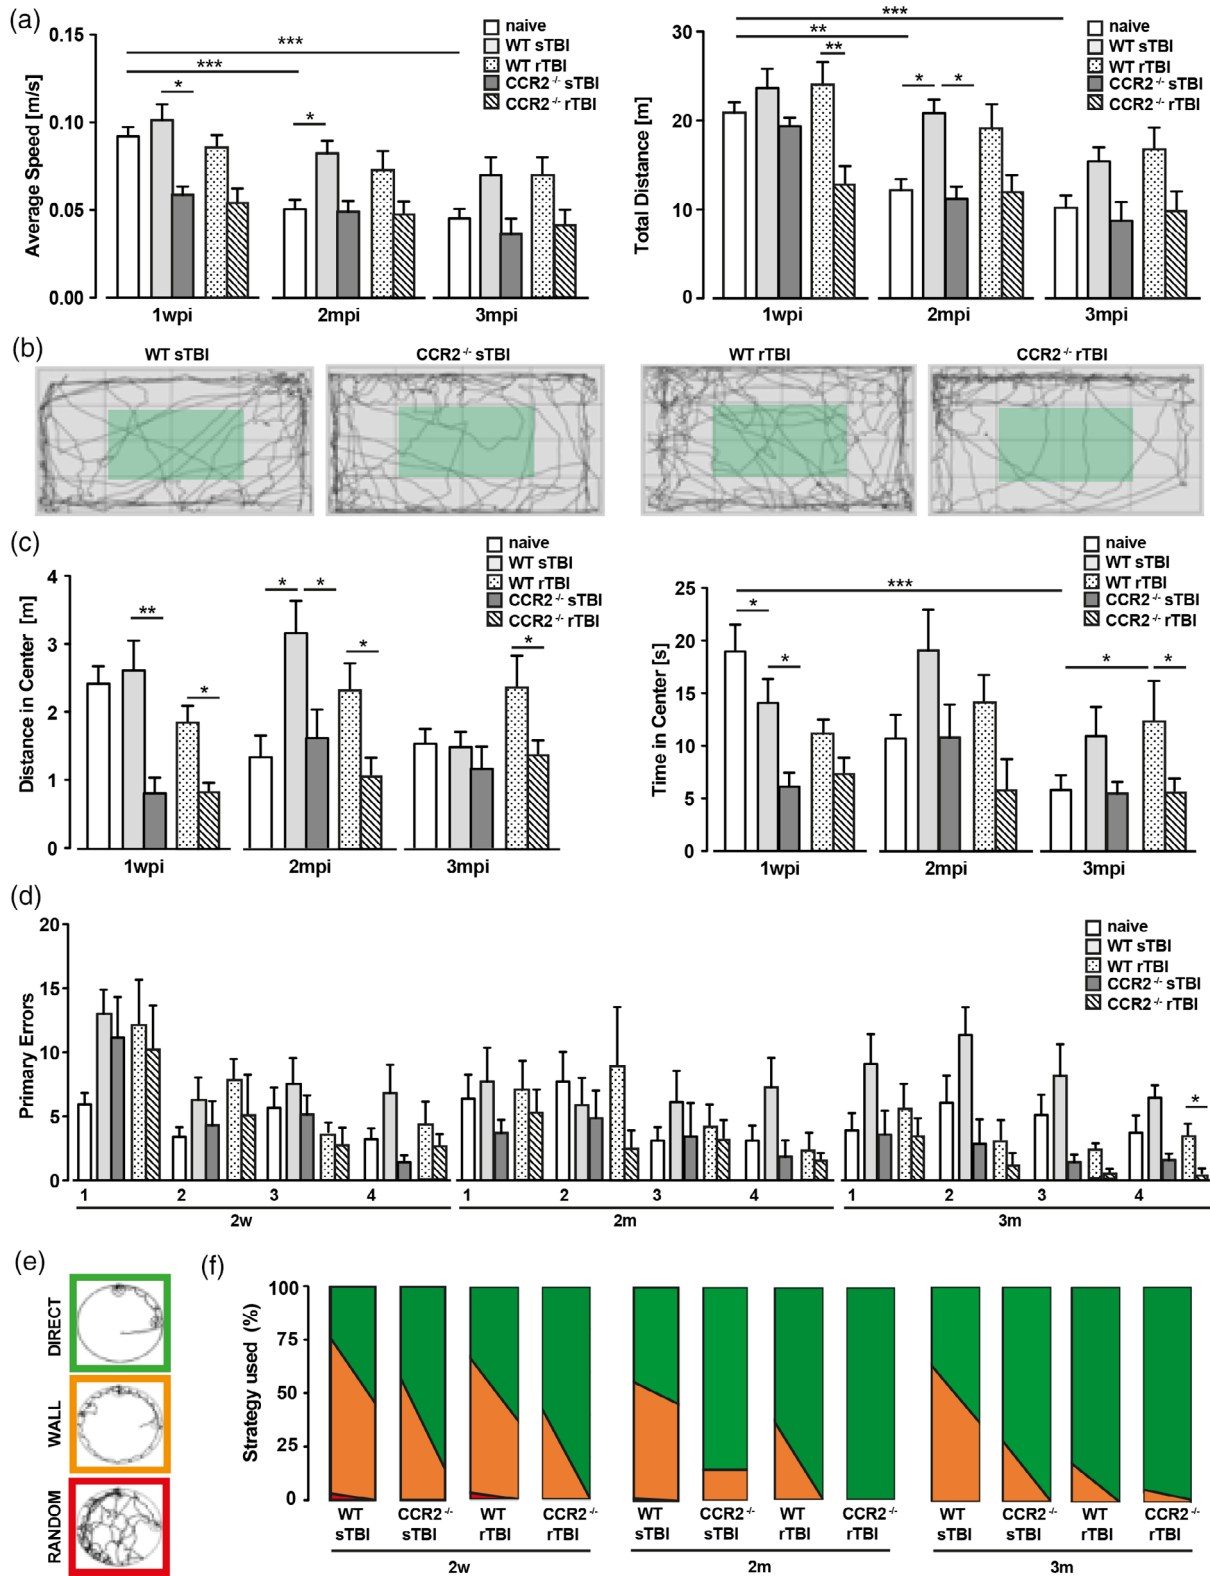 (a)
Average Speed [m/s]
0.15
0.10
0.05
0.00
***
***
*
*
naive
WT sTBI
WT rTBI
CCR2-/- sTBI
CCR2-/- rTBI
1wpi 2mpi 3mpi
Total Distance [m]
30
20
10
0
***
**
**
* *
naive
WT sTBI
WT rTBI
CCR2-/- sTBI
CCR2-/- rTBI
1wpi 2mpi 3mpi
(b)
WT sTBI CCR2-/- sTBI WT rTBI CCR2-/- rTBI
(c)
Distance in Center [m]
4
3
2
1
0
**
*
* *
*
*
naive
WT sTBI
WT rTBI
CCR2-/- sTBI
CCR2-/- rTBI
1wpi 2mpi 3mpi
Time in Center [s]
25
20
15
10
5
0
***
*
*
* *
naive
WT sTBI
WT rTBI
CCR2-/- sTBI
CCR2-/- rTBI
1wpi 2mpi 3mpi
(d)
Primary Errors
20
15
10
5
0
naive
WT sTBI
WT rTBI
CCR2-/- sTBI
CCR2-/- rTBI
*
1 2 3 4 1 2 3 4 1 2 3 4
2w 2m 3m
(e)
DIRECT
WALL
RANDOM
(f)
Strategy used (%)
100
75
50
25
0
WT sTBI
CCR2-/- sTBI
WT rTBI
CCR2-/- rTBI
WT sTBI
CCR2-/- sTBI
WT rTBI
CCR2-/- rTBI
WT sTBI
CCR2-/- sTBI
WT rTBI
CCR2-/- rTBI
2w 2m 3m